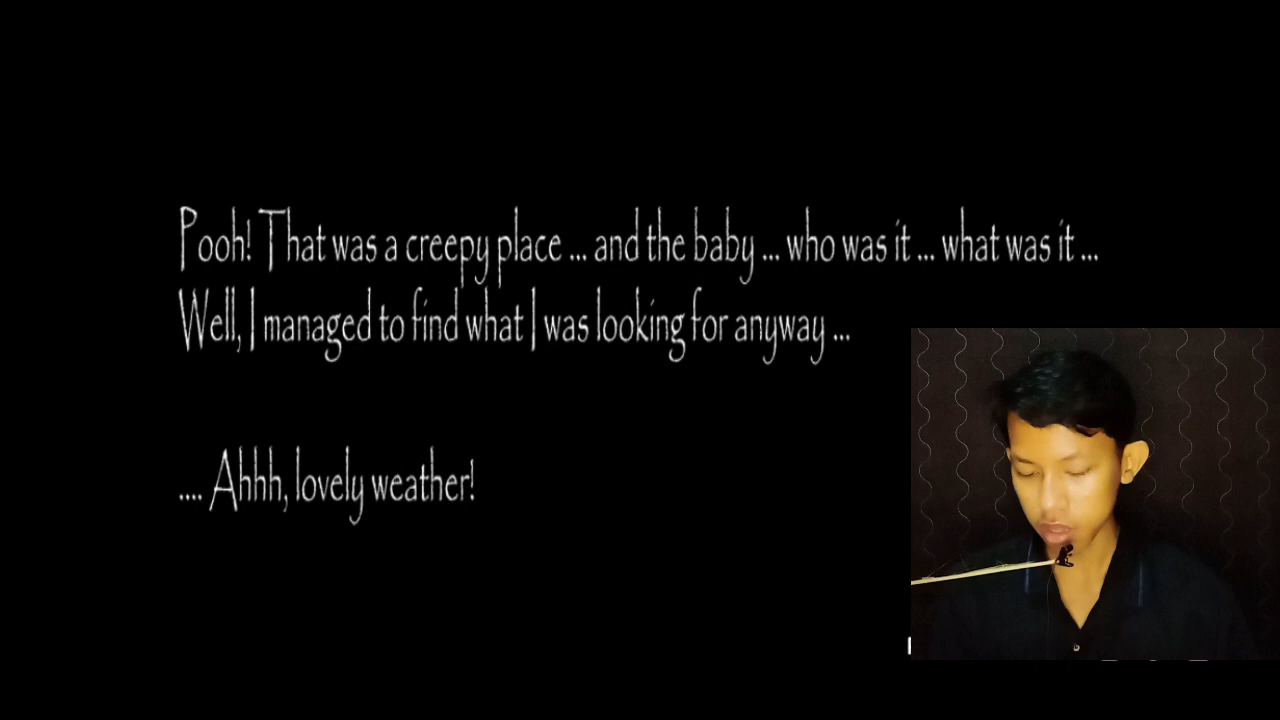 Pooh! That was a creepy place ... and the baby ... who was it ... what was it ...
Well, I managed to find what I was looking for anyway ...
.... Ahhh, lovely weather!